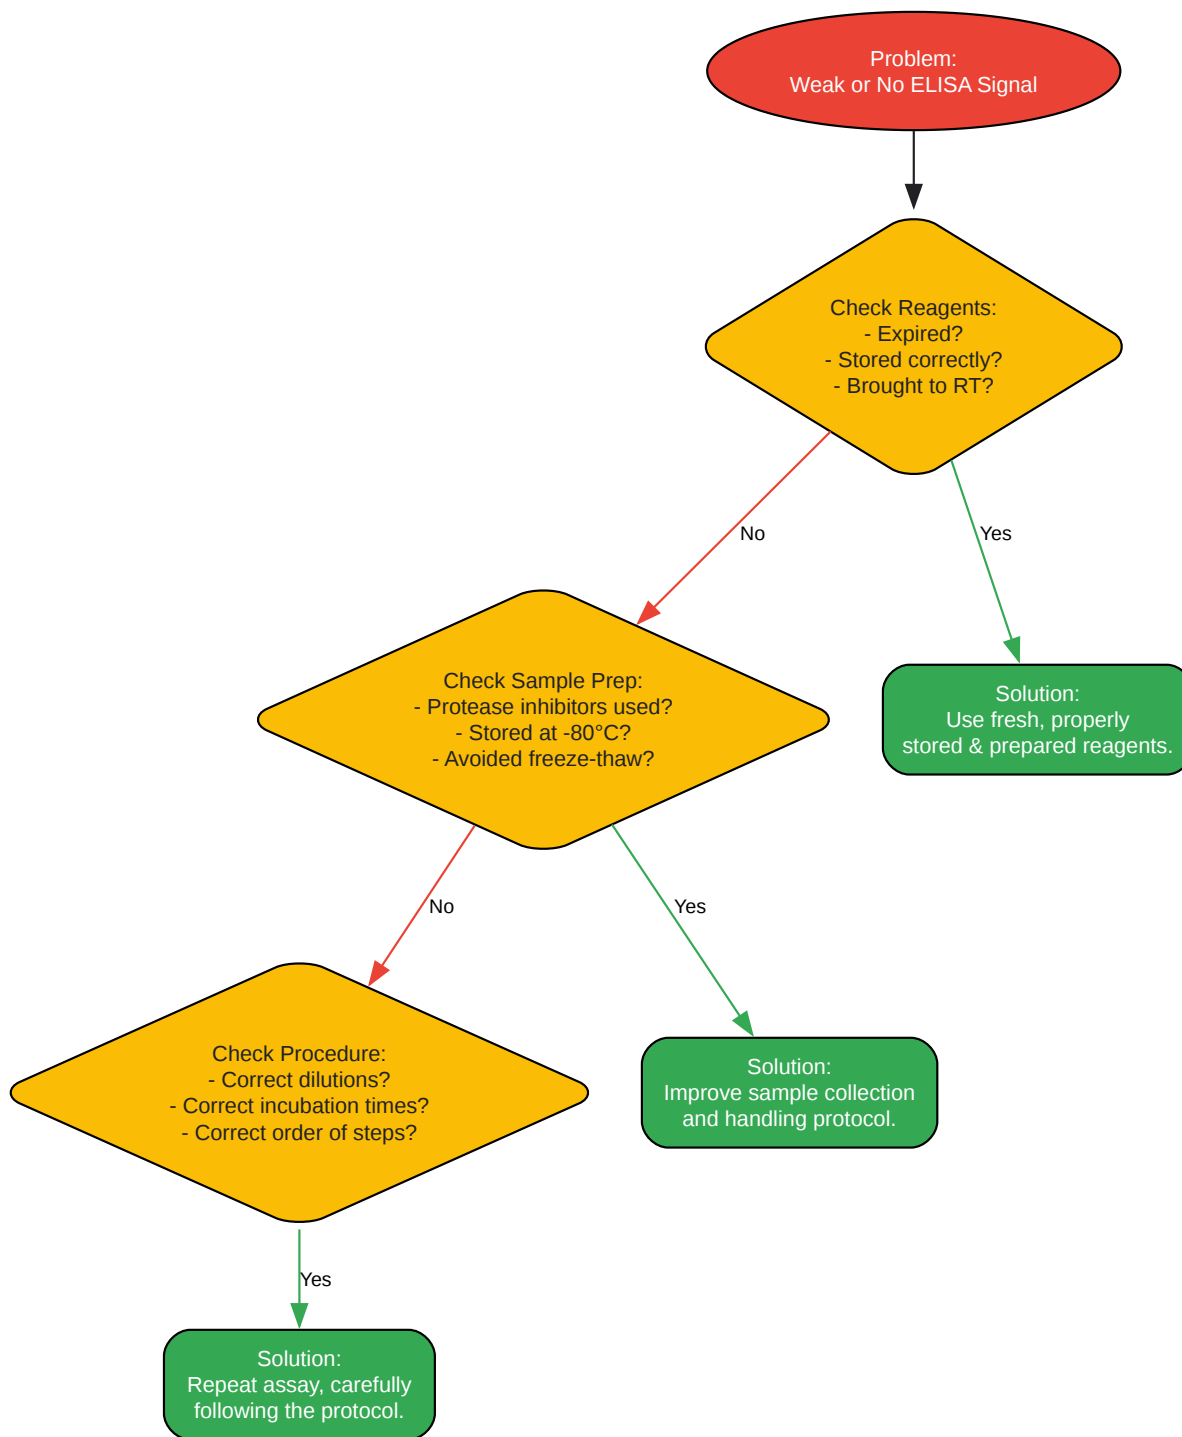 Problem:
Weak or No ELISA Signal
Check Reagents:
- Expired?
- Stored correctly?
- Brought to RT?
No
Yes
Check Sample Prep:
- Protease inhibitors used?
- Stored at -80°C?
- Avoided freeze-thaw?
Solution:
Use fresh, properly
stored & prepared reagents.
No
Yes
Check Procedure:
- Correct dilutions?
- Correct incubation times?
- Correct order of steps?
Solution:
Improve sample collection
and handling protocol.
Yes
Solution:
Repeat assay, carefully
following the protocol.